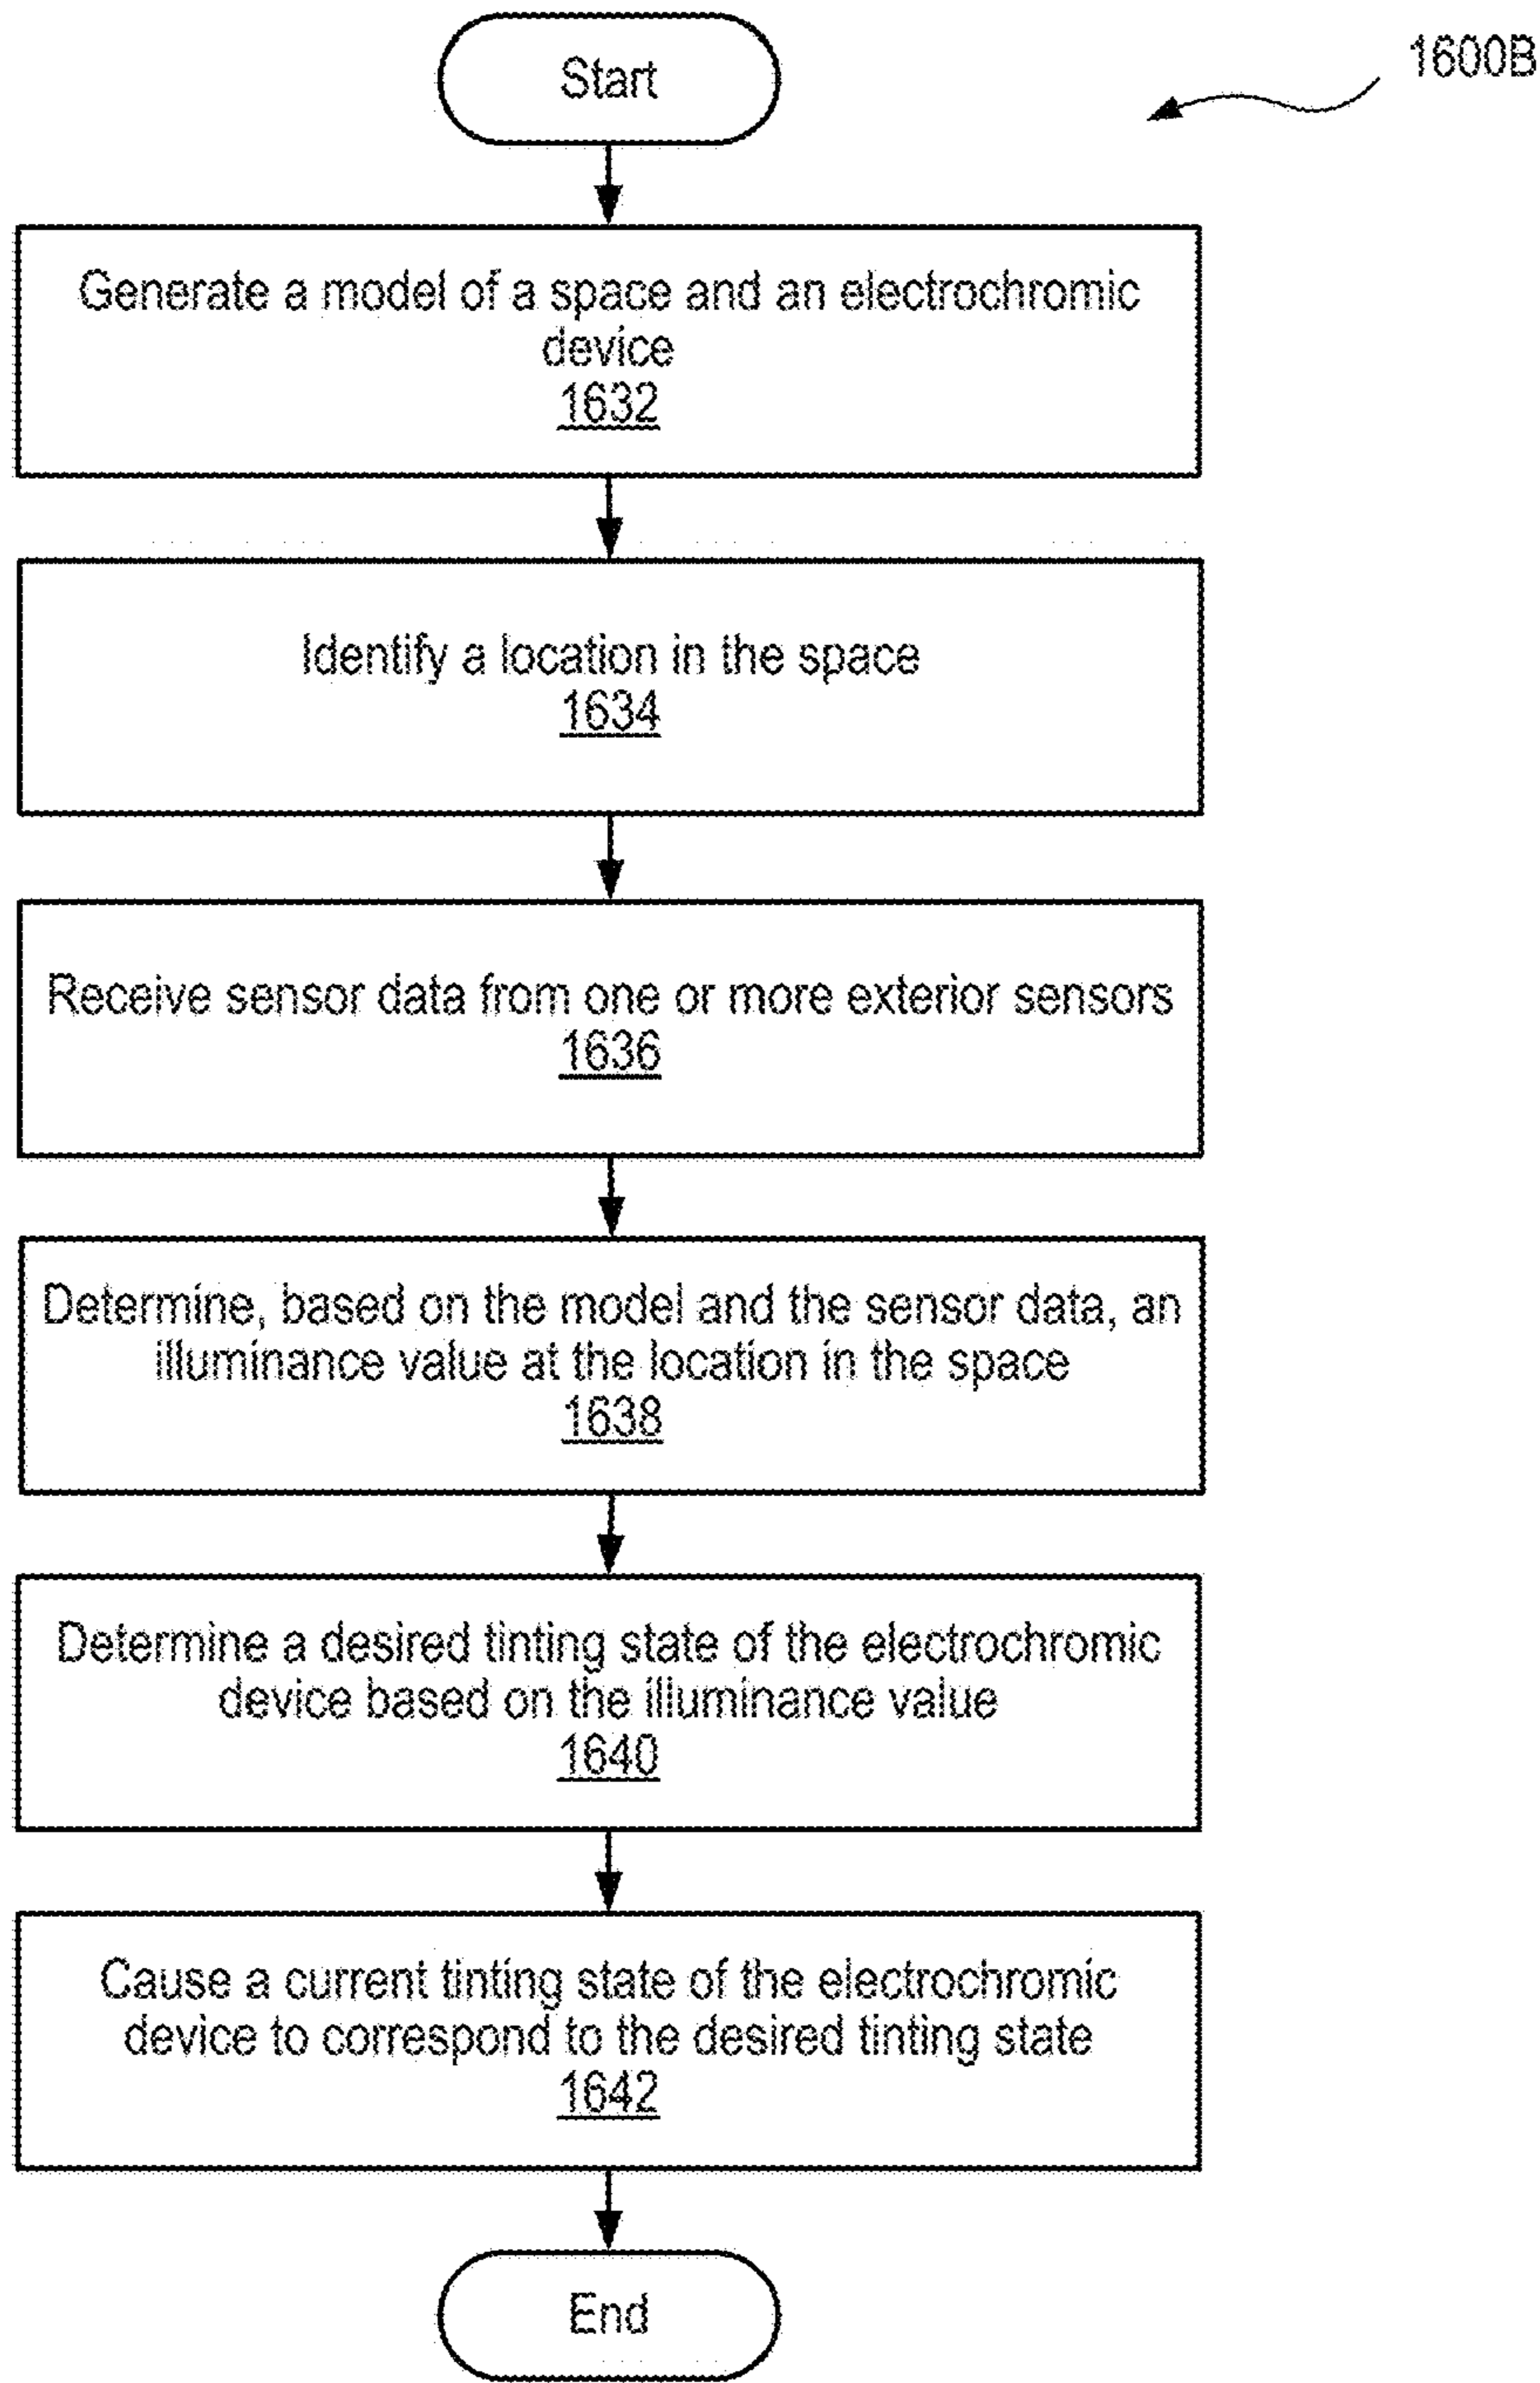 Start
1600B
Generate a model of a space and an electrochromic
device
1632
Identify a location in the space
1634
Receive sensor data from one or more exterior sensors
1636
Determine, based on the model and the sensor data, an
illuminance value at the location in the space
1638
Determine a desired tinting state of the electrochromic
device based on the illuminance value
1640
Cause a current tinting state of the electrochromic
device to correspond to the desired tinting state
1642
End